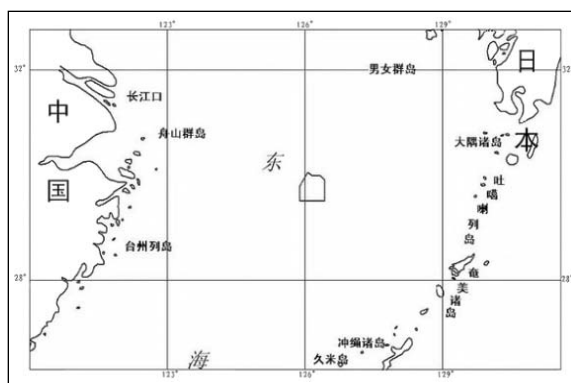 123° 126° 129°
32° 32°
男女群岛
日本
中国
长江口
舟山群岛
大隅诸岛
东海
吐噶喇列岛
台州列岛
28° 28°
奄美诸岛
冲绳诸岛
久米岛
123° 126° 129°